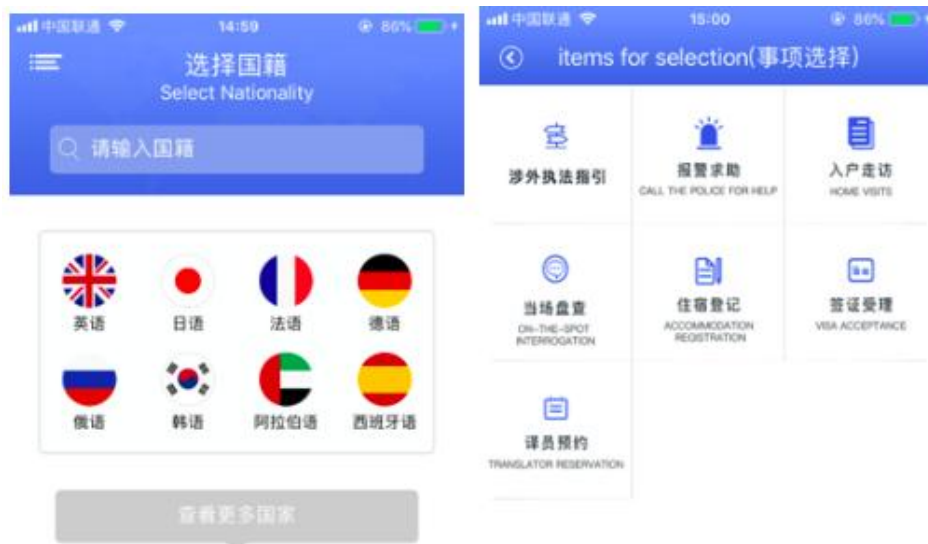 中国联通
14:59
86%
选择国籍
Select Nationality
请输入国籍
英语
日语
法语
德语
俄语
韩语
阿拉伯语
西班牙语
查看更多国家
中国联通
15:00
86%
items for selection(事项选择)
涉外执法指引
报警求助
CALL THE POLICE FOR HELP
入户走访
HOME VISITS
当场盘查
ON-THE-SPOT
INTERROGATION
住宿登记
ACCOMMODATION
REGISTRATION
签证受理
VISA ACCEPTANCE
译员预约
TRANSLATOR RESERVATION